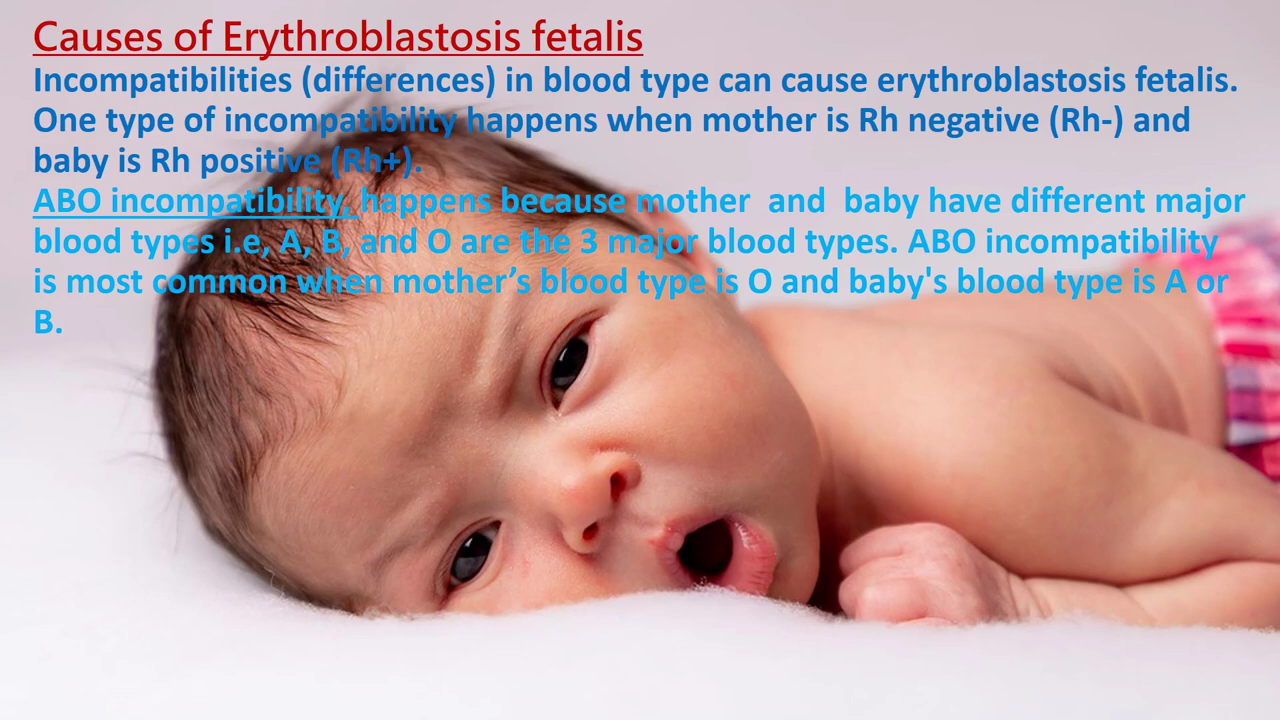 Causes of Erythroblastosis fetalis
Incompatibilities (differences) in blood type can cause erythroblastosis fetalis.
One type of incompatibility happens when mother is Rh negative (Rh-) and
baby is Rh positive (Rh+).
ABO incompatibility, happens because mother  and  baby have different major
blood types i.e, A, B, and O are the 3 major blood types. ABO incompatibility
is most common when mother’s blood type is O and baby's blood type is A or
B.